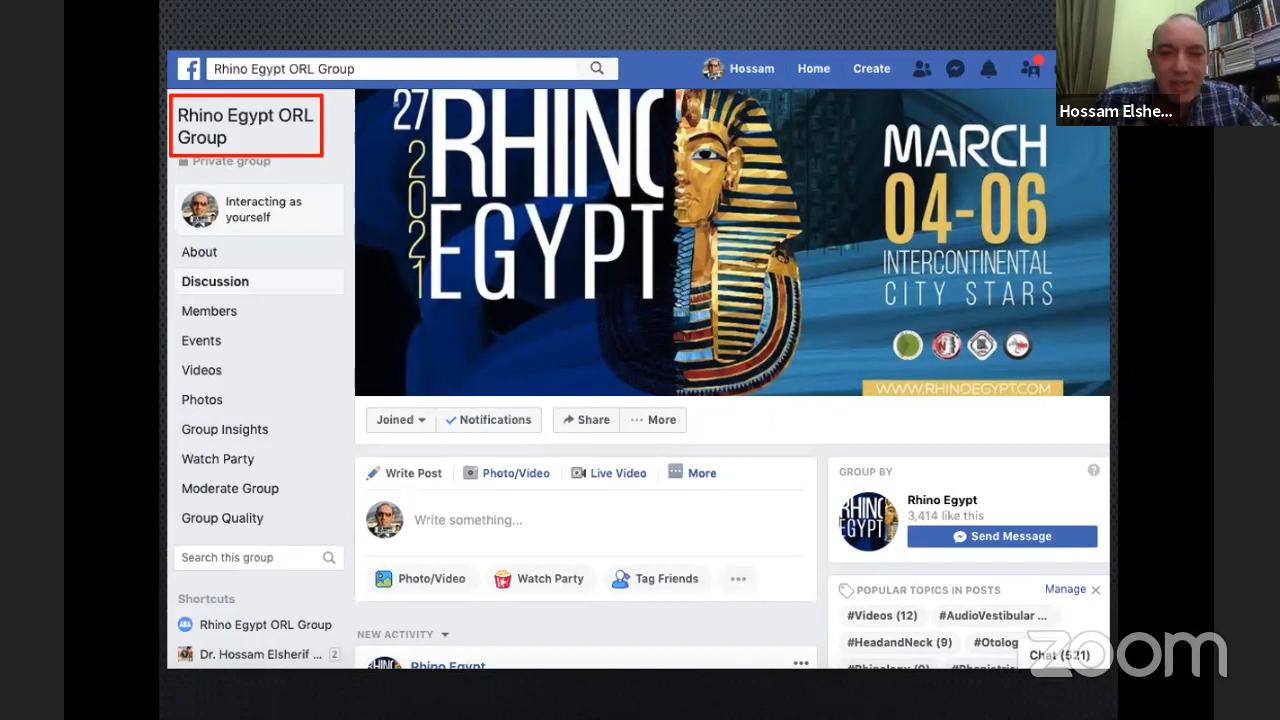 Rhino Egypt ORL Group
Hossam
Home
Create
Hossam Elshe...
Rhino Egypt ORL
Group
Private group
Interacting as
yourself
About
Discussion
Members
Events
Videos
Photos
Group Insights
Watch Party
Moderate Group
Group Quality
Search this group
Shortcuts
Rhino Egypt ORL Group
Dr. Hossam Elsherif ... 2
27
2021
RHINO
EGYPT
MARCH
04-06
INTERCONTINENTAL
CITY STARS
WWW.RHINOEGYPT.COM
Joined
Notifications
Share
More
Write Post
Photo/Video
Live Video
More
Write something...
Photo/Video
Watch Party
Tag Friends
NEW ACTIVITY
Rhino Egypt
GROUP BY
RHINO
EGYPT
Rhino Egypt
3,414 like this
Send Message
POPULAR TOPICS IN POSTS
Manage
#Videos (12)
#AudioVestibular ...
#HeadandNeck (9)
#Otolog
Chat (521)
zoom